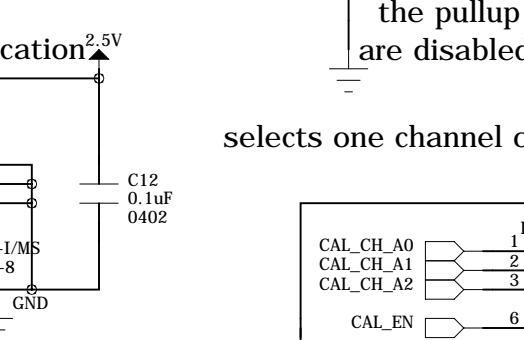 the pullup
cation
2.5V
are disabled
selects one channel o
C12
0.1uF
0402
-I/MS
-8
GND
CAL_CH_A0 1
CAL_CH_A1 2
CAL_CH_A2 3
CAL_EN 6